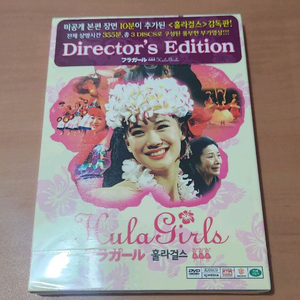 미공개 본편 장면 10분이 추가된 <훌라걸스> 감독판!
전체 상영시간 355분, 총 3 DISCS로 구성된 풍부한 부가영상!!!
Director's Edition
フラガール HulaGirls
Hula Girls
フラガール 훌라걸스
DVD